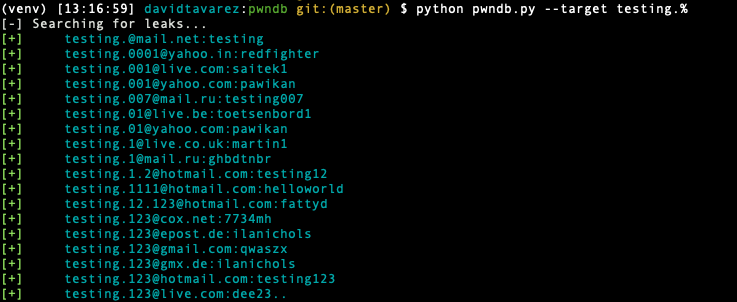 (venv) [13:16:59] davidtavarez:pwndb git:(master) $ python pwndb.py --target testing.%
[-] Searching for leaks...
[+] testing.@mail.net:testing
[+] testing.0001@yahoo.in:redfighter
[+] testing.001@live.com:saitek1
[+] testing.001@yahoo.com:pawikan
[+] testing.007@mail.ru:testing007
[+] testing.01@live.be:toetsenbord1
[+] testing.01@yahoo.com:pawikan
[+] testing.1@live.co.uk:martin1
[+] testing.1@mail.ru:ghbdtnbr
[+] testing.1.2@hotmail.com:testing12
[+] testing.1111@hotmail.com:helloworld
[+] testing.12.123@hotmail.com:fattyd
[+] testing.123@cox.net:7734mh
[+] testing.123@epost.de:ilanichols
[+] testing.123@gmail.com:qwaszx
[+] testing.123@gmx.de:ilanichols
[+] testing.123@hotmail.com:testing123
[+] testing.123@live.com:dee23..